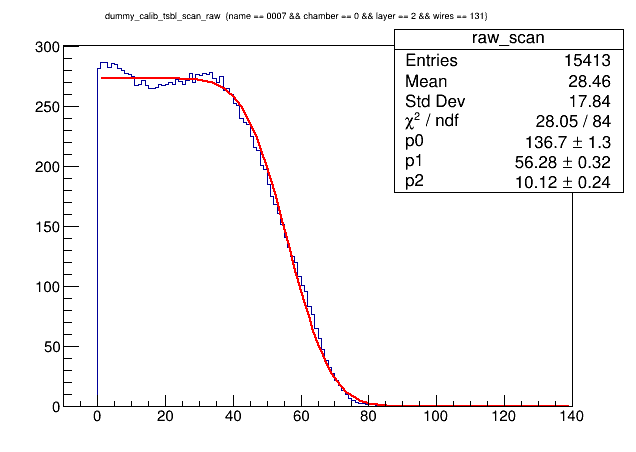 dummy_calib_tsbl_scan_raw (name == 0007 && chamber == 0 && layer == 2 && wires == 131)
raw_scan
Entries 15413
Mean 28.46
Std Dev 17.84
χ² / ndf 28.05 / 84
p0 136.7 ± 1.3
p1 56.28 ± 0.32
p2 10.12 ± 0.24
300
250
200
150
100
50
0
0 20 40 60 80 100 120 140